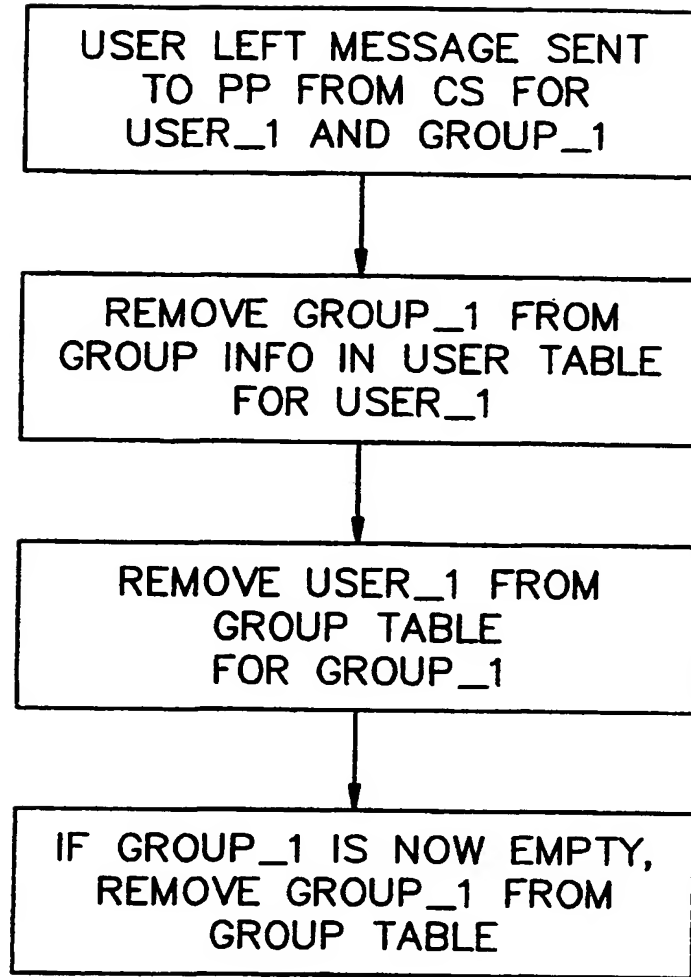 USER LEFT MESSAGE SENT
TO PP FROM CS FOR
USER_1 AND GROUP_1
REMOVE GROUP_1 FROM
GROUP INFO IN USER TABLE
FOR USER_1
REMOVE USER_1 FROM
GROUP TABLE
FOR GROUP_1
IF GROUP_1 IS NOW EMPTY,
REMOVE GROUP_1 FROM
GROUP TABLE